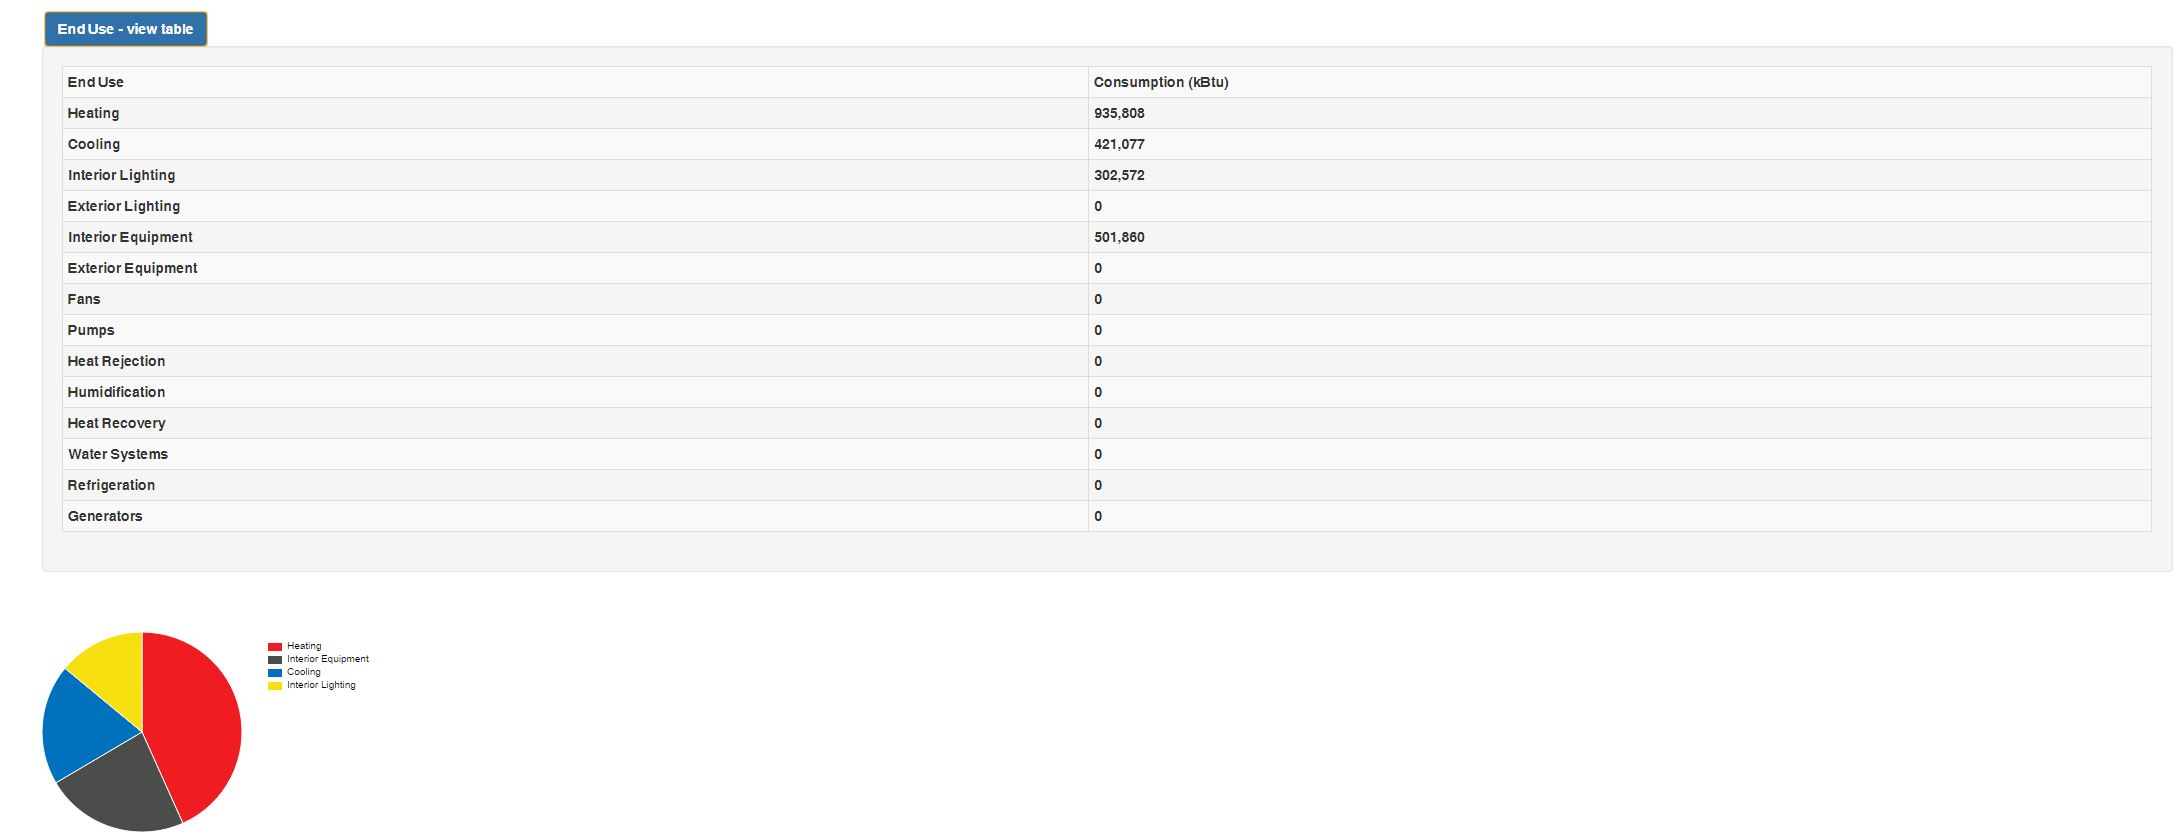 End Use - view table
End Use Consumption (kBtu)
Heating 935,808
Cooling 421,077
Interior Lighting 302,572
Exterior Lighting 0
Interior Equipment 501,860
Exterior Equipment 0
Fans 0
Pumps 0
Heat Rejection 0
Humidification 0
Heat Recovery 0
Water Systems 0
Refrigeration 0
Generators 0
Heating
Interior Equipment
Cooling
Interior Lighting